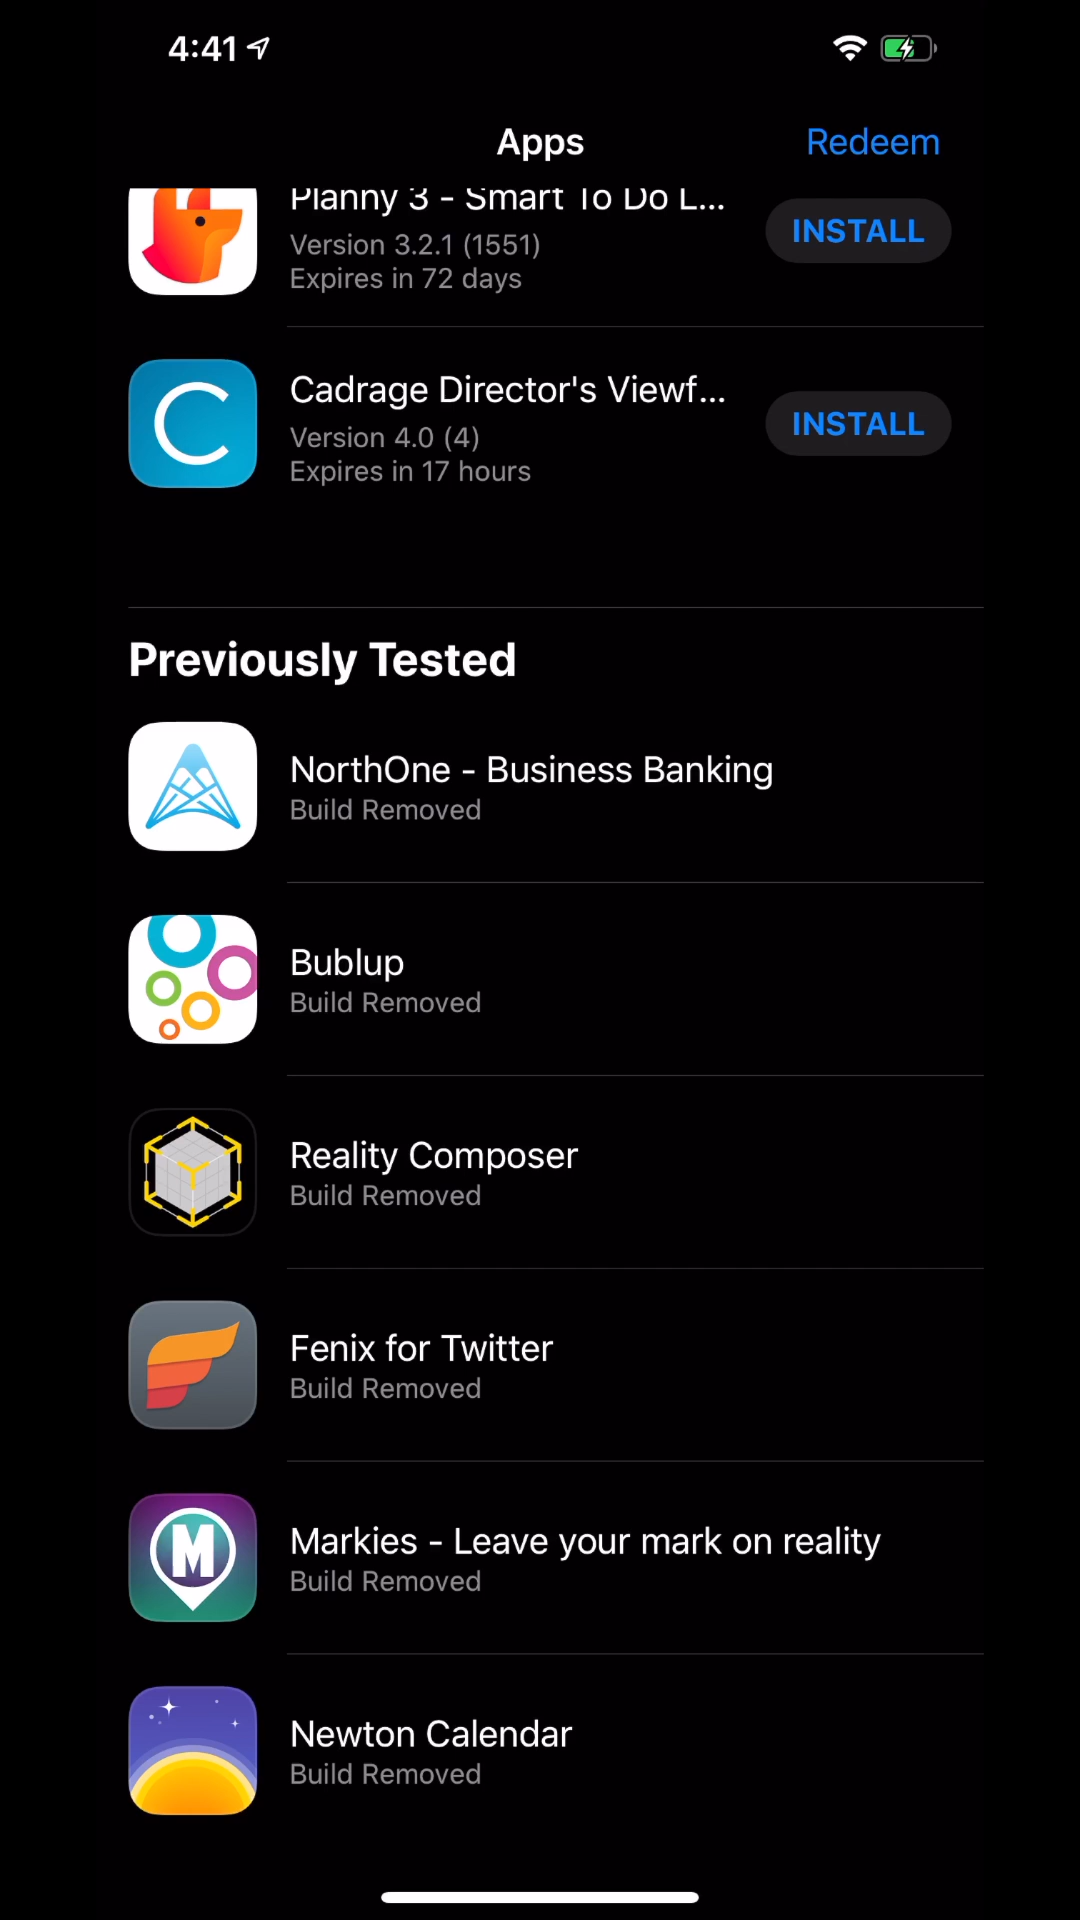 4:41
Apps
Redeem
Planny 3 - Smart To Do L...
Version 3.2.1 (1551)
Expires in 72 days
INSTALL
C
Cadrage Director's Viewf...
Version 4.0 (4)
Expires in 17 hours
INSTALL
Previously Tested
NorthOne - Business Banking
Build Removed
Bublup
Build Removed
Reality Composer
Build Removed
Fenix for Twitter
Build Removed
M
Markies - Leave your mark on reality
Build Removed
Newton Calendar
Build Removed